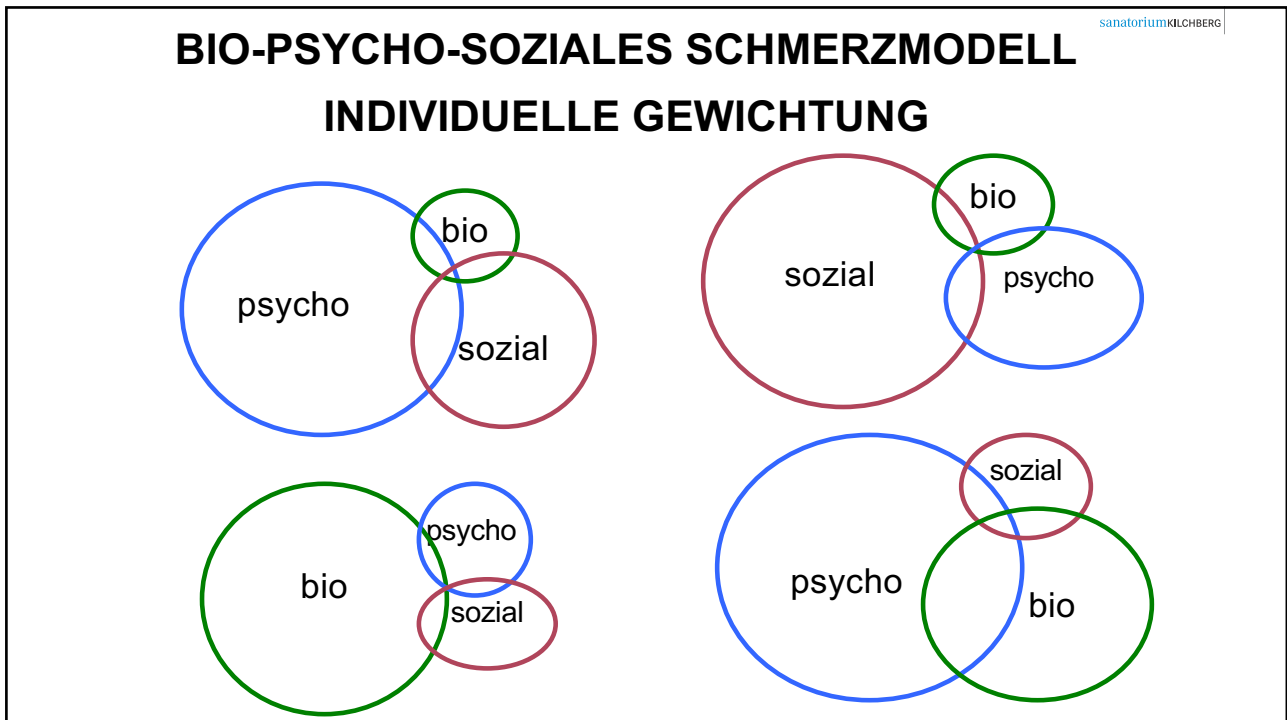 sanatoriumKILCHBERG
BIO-PSYCHO-SOZIALES SCHMERZMODELL
INDIVIDUELLE GEWICHTUNG
bio
psycho
sozial
bio
sozial
psycho
psycho
bio
sozial
sozial
psycho
bio